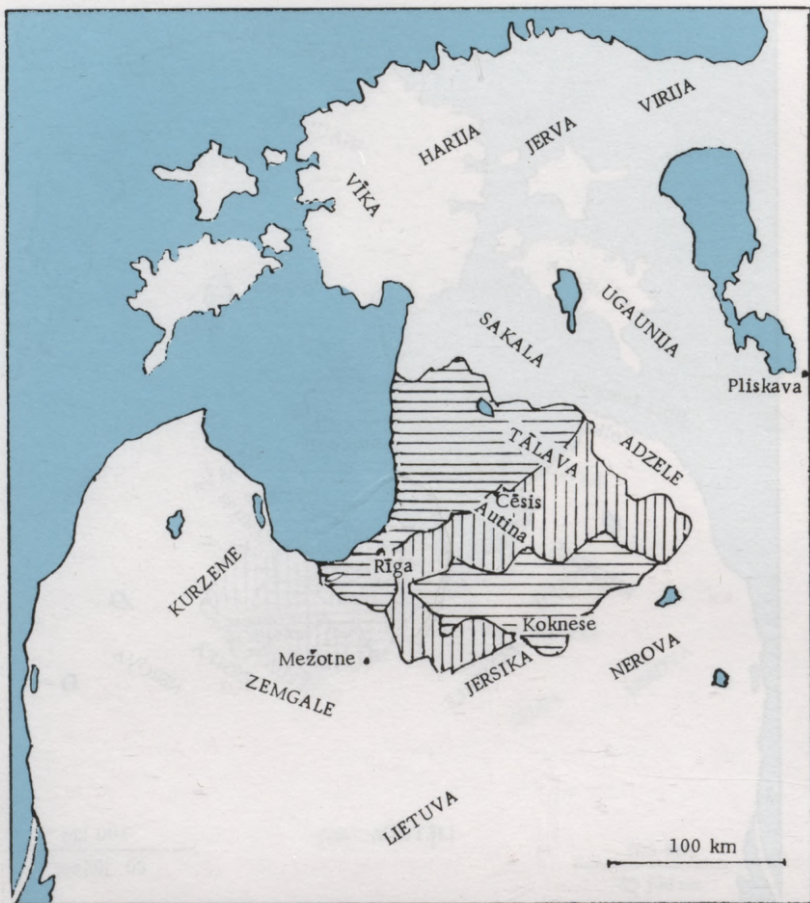 VIRIJA
JERVA
HARIJA
VĪKA
UGAUNIJA
SAKALA
Pliskava
TĀLAVA
ADZELE
Cēsis
Autīna
Rīga
KURZEME
Koknese
Mežotne
ZEMGALE
JERSIKA
NEROVA
LIETUVA
100 km